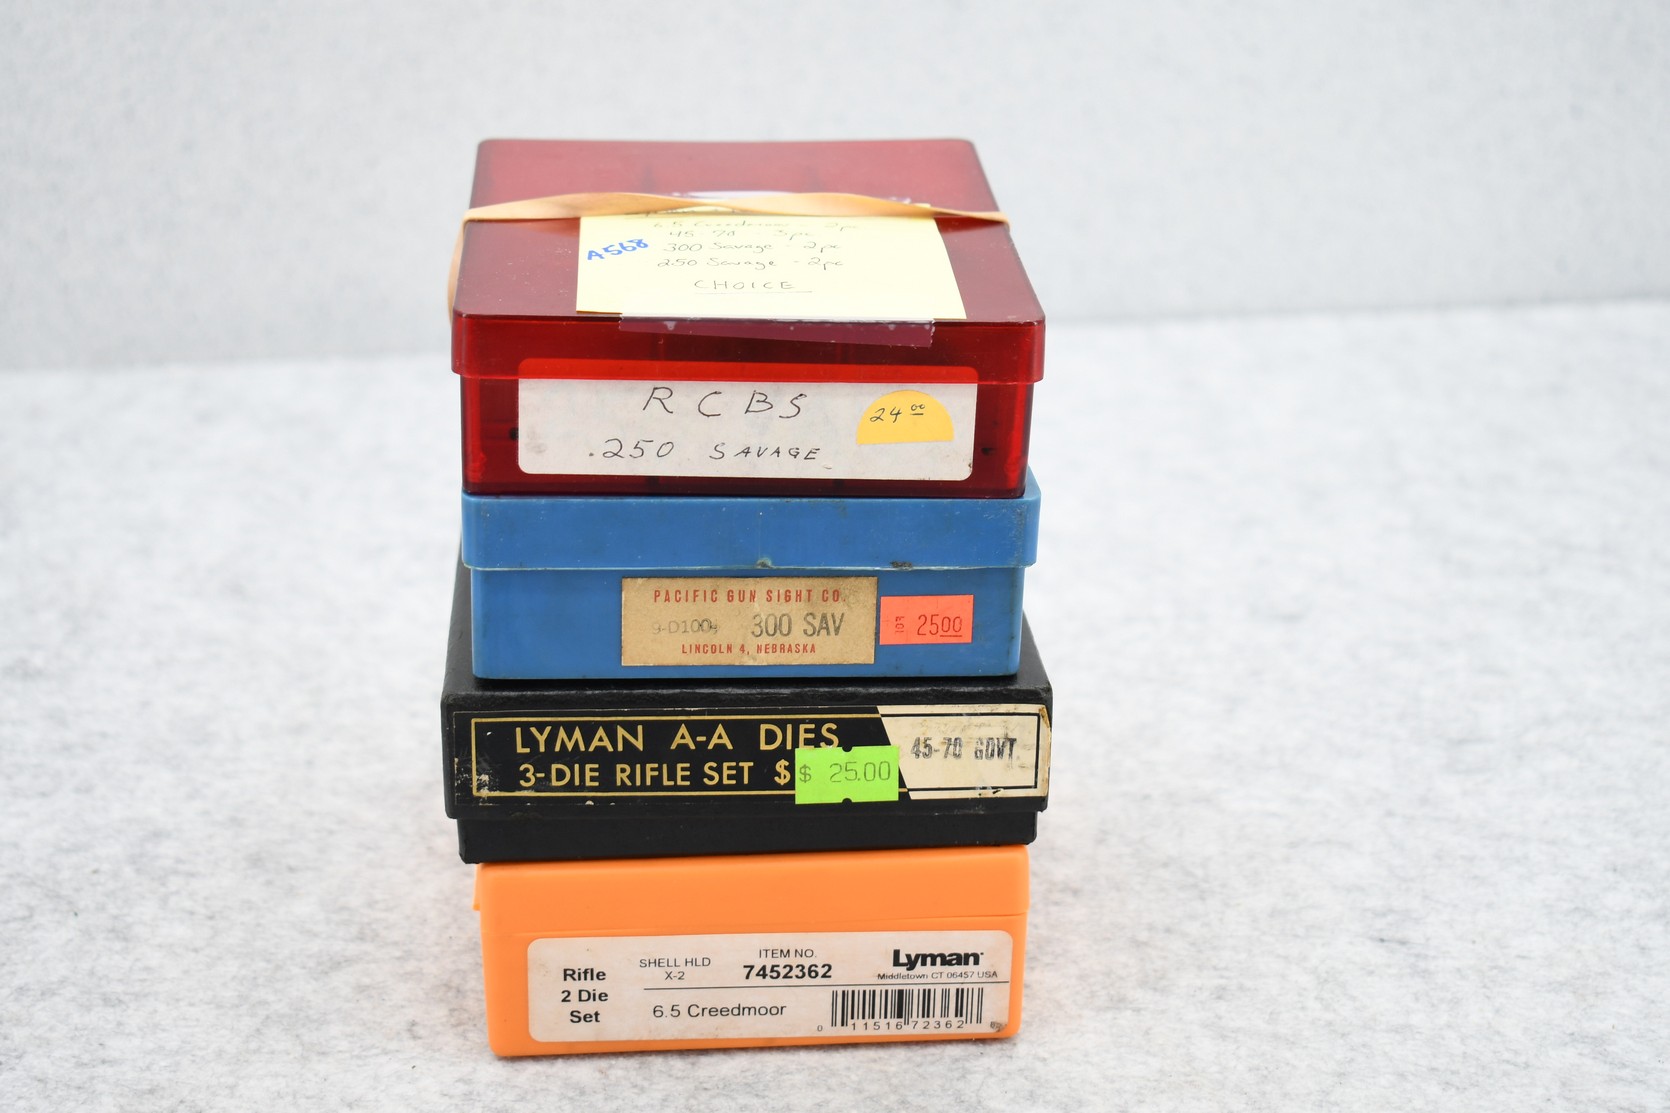 6.5 Creedmoor 2pc
45 70 3pc
A568
300 Savage - 2pc
250 Savage - 2pc
CHOICE
RCBS
24 00
.250 SAVAGE
PACIFIC GUN SIGHT CO.
300 SAV
LINCOLN 4, NEBRASKA
2500
LYMAN A-A DIES
3-DIE RIFLE SET $
$ 25.00
45-70 GOVT.
Rifle
2 Die
Set
SHELL HLD
X-2
ITEM NO.
7452362
Lyman
Middletown CT 06457 USA
6.5 Creedmoor
0 11516 72362